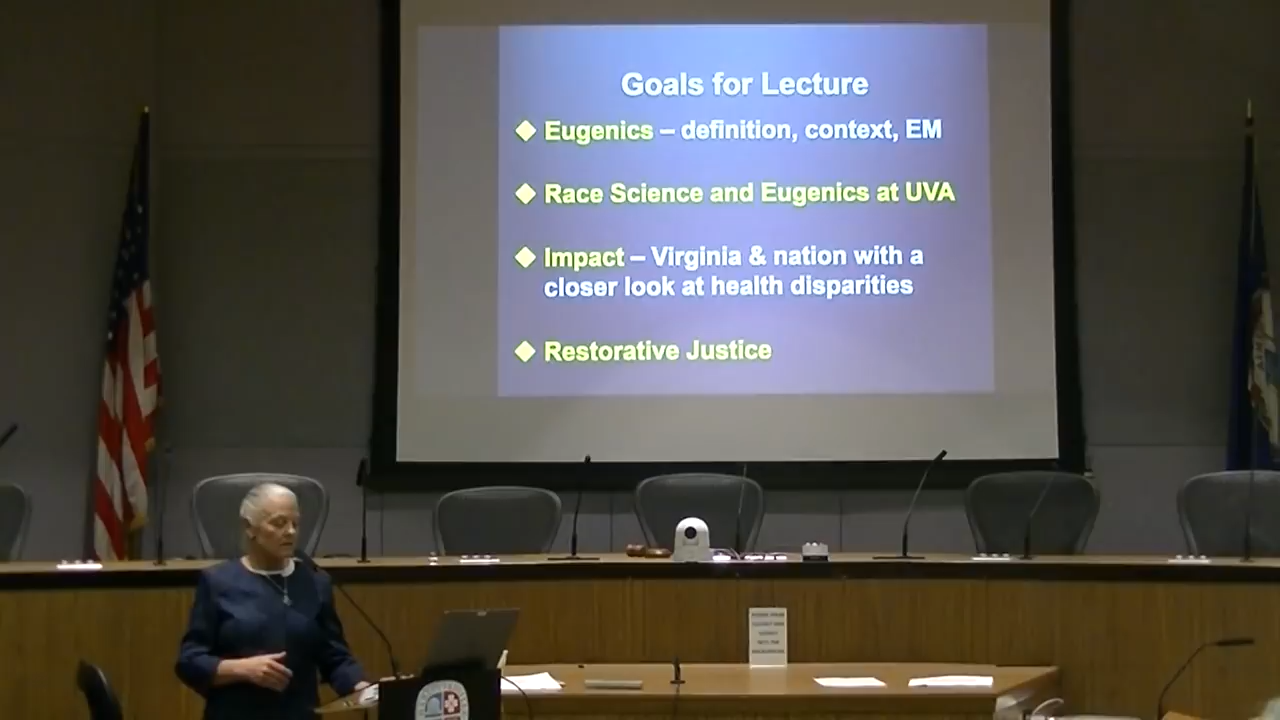 Goals for Lecture
Eugenics – definition, context, EM
Race Science and Eugenics at UVA
Impact – Virginia & nation with a
closer look at health disparities
Restorative Justice